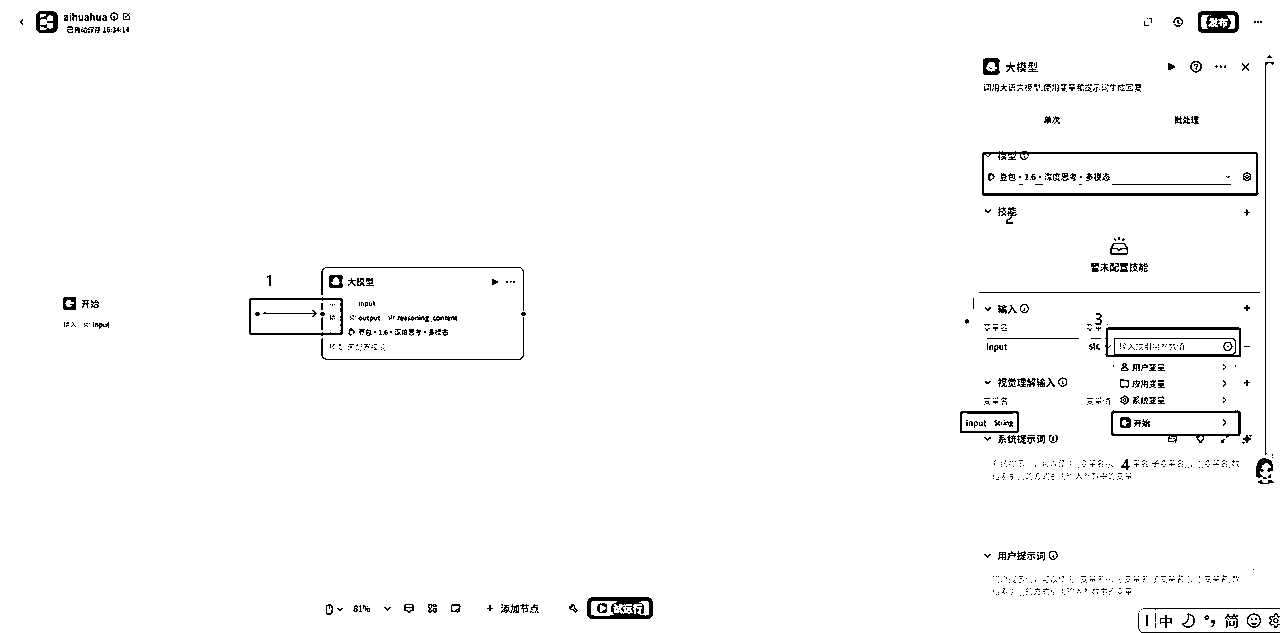 zihuahua
已自动保存 16:34:14
发布
大模型
调用大语言模型,使用变量和提示词生成回复
单次
批处理
模型
豆包・1.6・深度思考・多模态
技能
2
暂未配置技能
1
大模型
input
output str. reasoning_content
豆包・1.6・深度思考・多模态
开始
输入 str. input
输入
3
变量名
input
str.
输入或引用参数值
用户变量
应用变量
系统变量
开始
视觉理解输入
变量名
变量值
input String
系统提示词
4
用户提示词
81%
添加节点
试运行
中
简